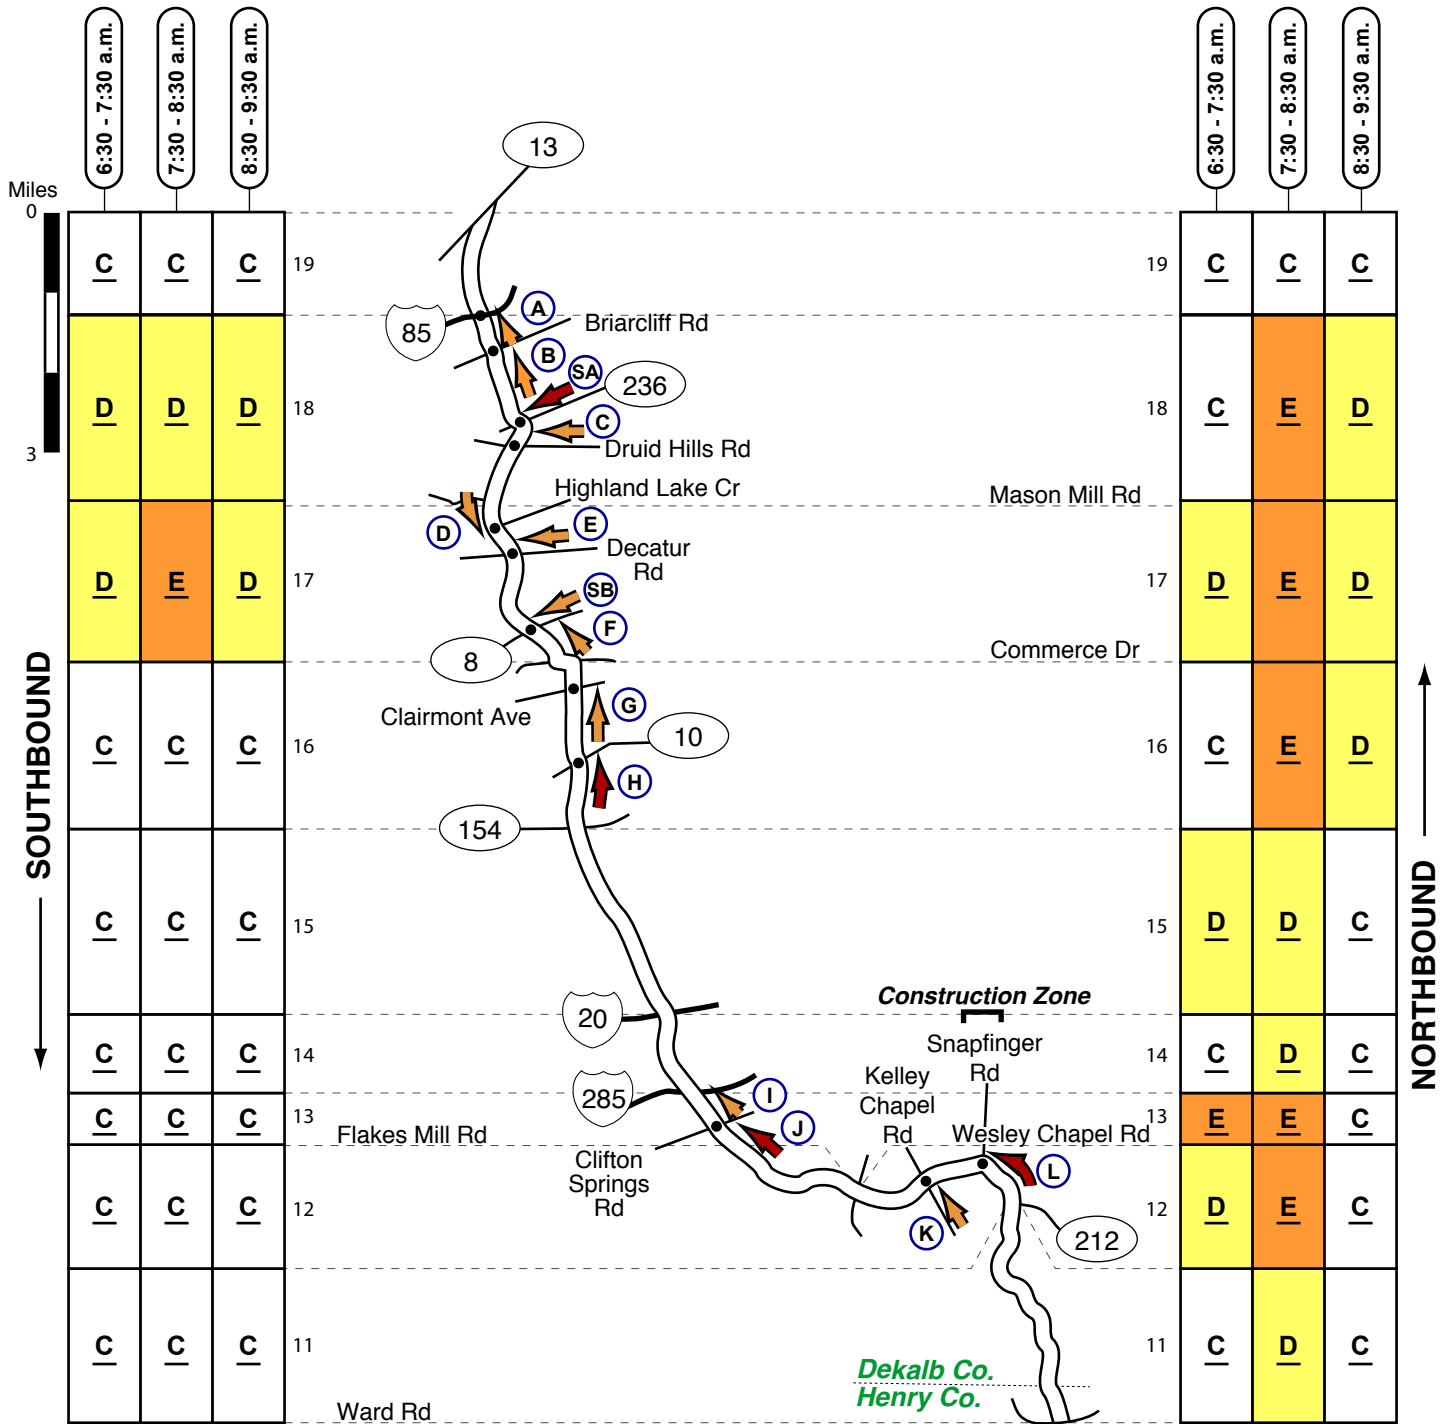 6:30 - 7:30 a.m.
7:30 - 8:30 a.m.
8:30 - 9:30 a.m.
6:30 - 7:30 a.m.
7:30 - 8:30 a.m.
8:30 - 9:30 a.m.
Miles
0
3
SOUTHBOUND
NORTHBOUND
13
C C C 19
19 C C C
85
A
Briarcliff Rd
B
SA
236
D D D 18
18 C E D
C
Druid Hills Rd
Highland Lake Cr
Mason Mill Rd
D
E
Decatur
Rd
D E D 17
17 D E D
SB
F
8
Commerce Dr
G
Clairmont Ave
10
C C C 16
16 C E D
H
154
C C C 15
15 D D C
Construction Zone
20
Snapfinger
Rd
C C C 14
14 C D C
Kelley
Chapel
Rd
285
I
J
C C C 13
13 E E C
Flakes Mill Rd
Wesley Chapel Rd
Clifton
Springs
Rd
L
C C C 12
12 D E C
K
212
C C C 11
11 C D C
Dekalb Co.
Henry Co.
Ward Rd